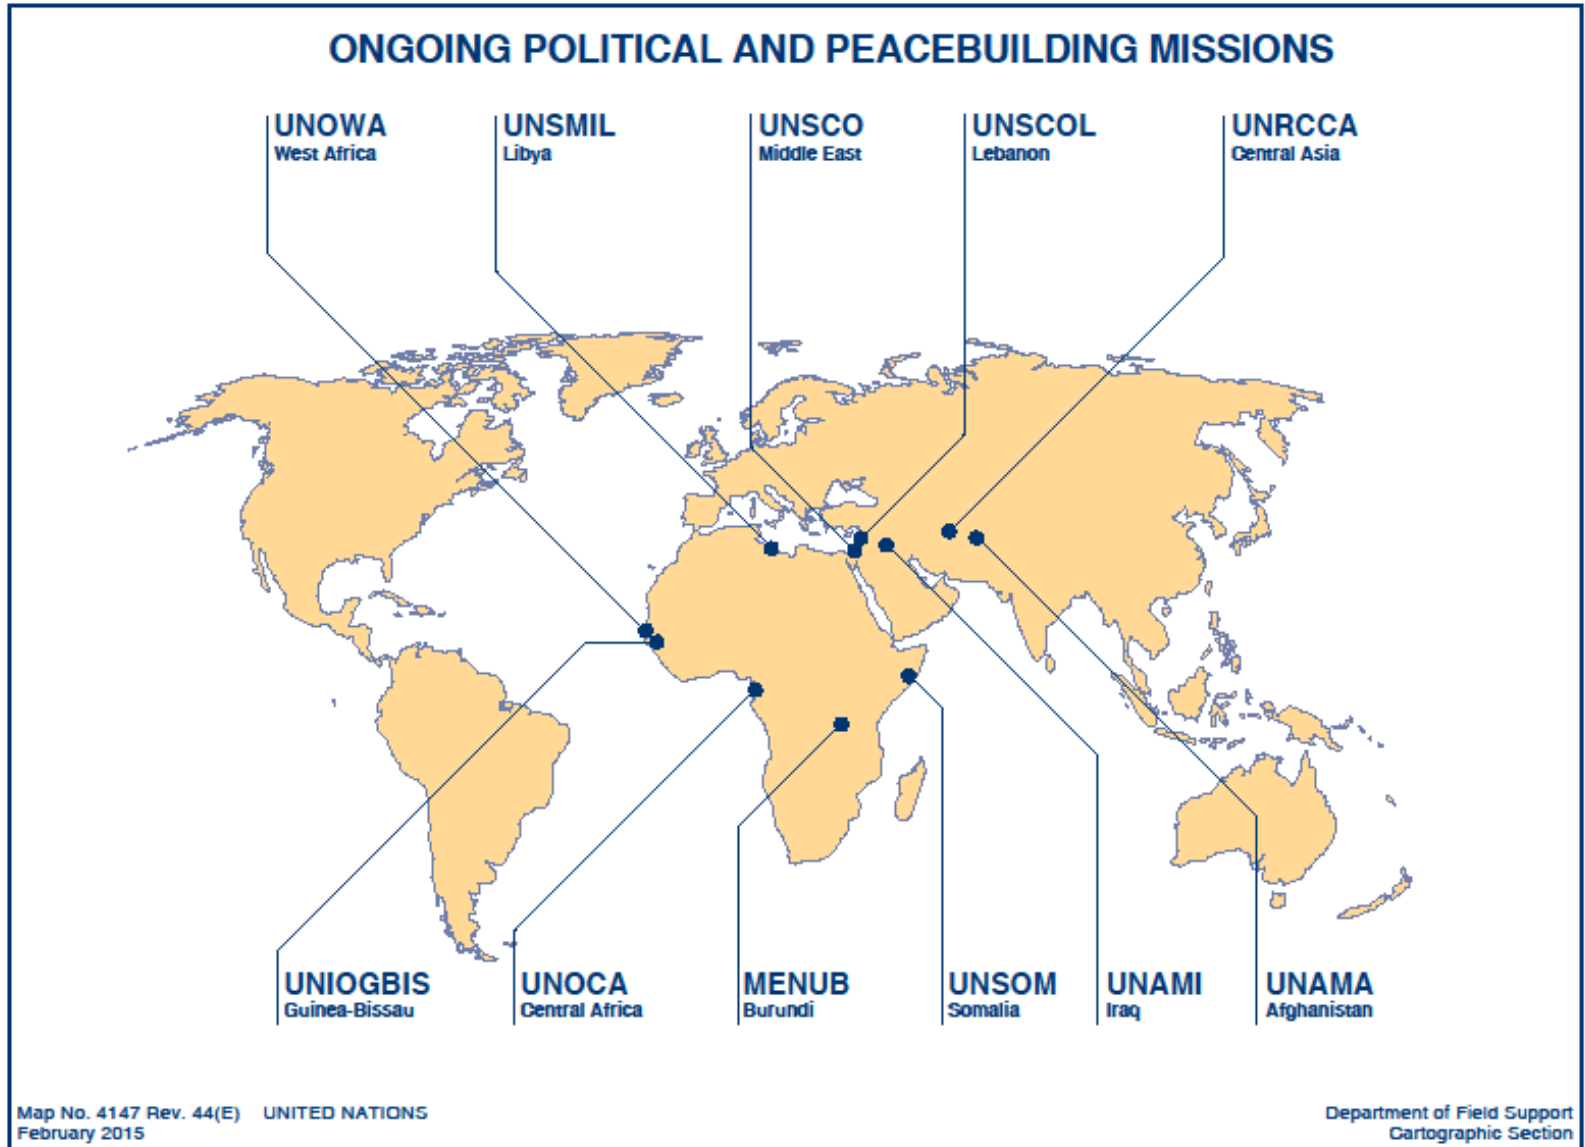 ONGOING POLITICAL AND PEACEBUILDING MISSIONS
UNOWA
West Africa
UNSMIL
Libya
UNSCO
Middle East
UNSCOL
Lebanon
UNRCCA
Central Asia
UNIOGBIS
Guinea-Bissau
UNOCA
Central Africa
MENUB
Burundi
UNSOM
Somalia
UNAMI
Iraq
UNAMA
Afghanistan
Map No. 4147 Rev. 44(E) UNITED NATIONS
February 2015
Department of Field Support
Cartographic Section